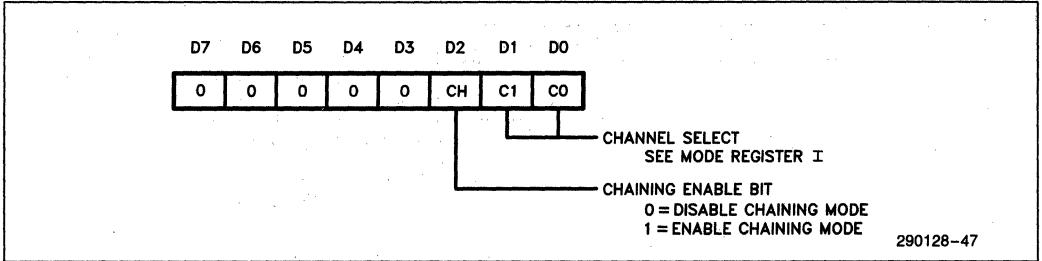 D7 D6 D5 D4 D3 D2 D1 D0
0 0 0 0 0 CH C1 C0
CHANNEL SELECT
SEE MODE REGISTER I
CHAINING ENABLE BIT
0 = DISABLE CHAINING MODE
1 = ENABLE CHAINING MODE
290128-47